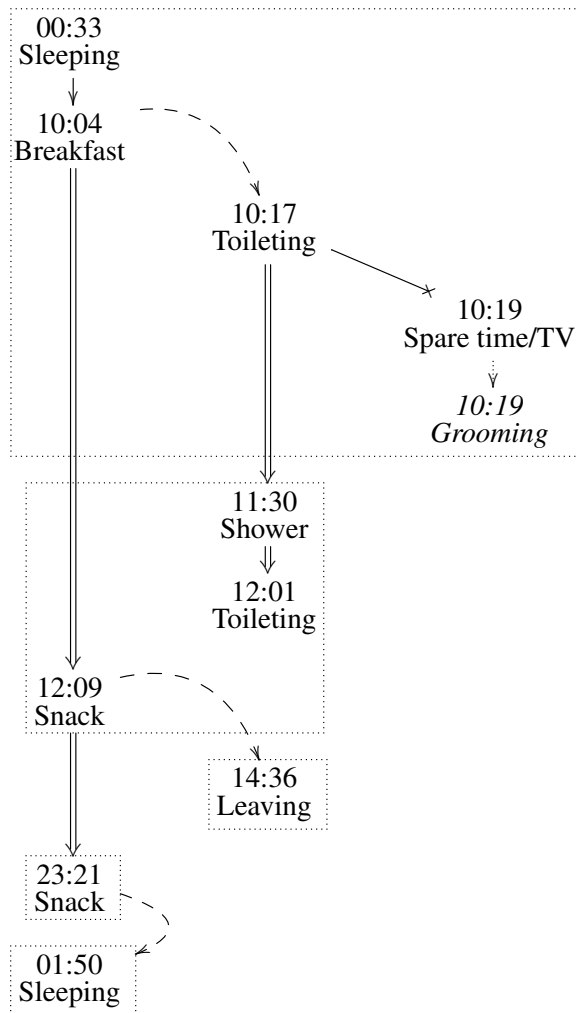 00:33
Sleeping
10:04
Breakfast
10:17
Toileting
10:19
Spare time/TV
10:19
Grooming
11:30
Shower
12:01
Toileting
12:09
Snack
14:36
Leaving
23:21
Snack
01:50
Sleeping